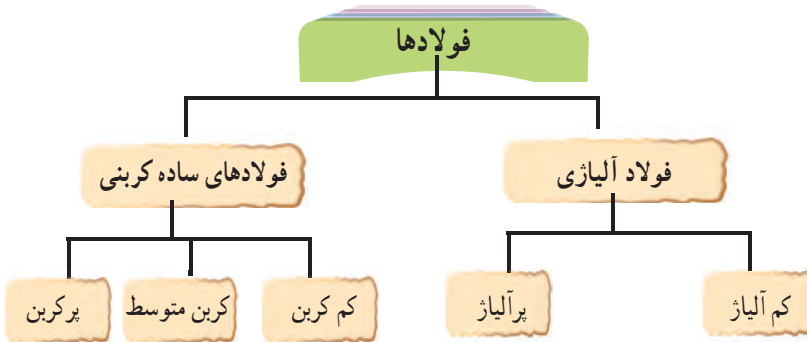 فولادها
فولاد آلیاژی
فولادهای ساده کربنی
کم آلیاژ
پرآلیاژ
کم کربن
کربن متوسط
پرکربن